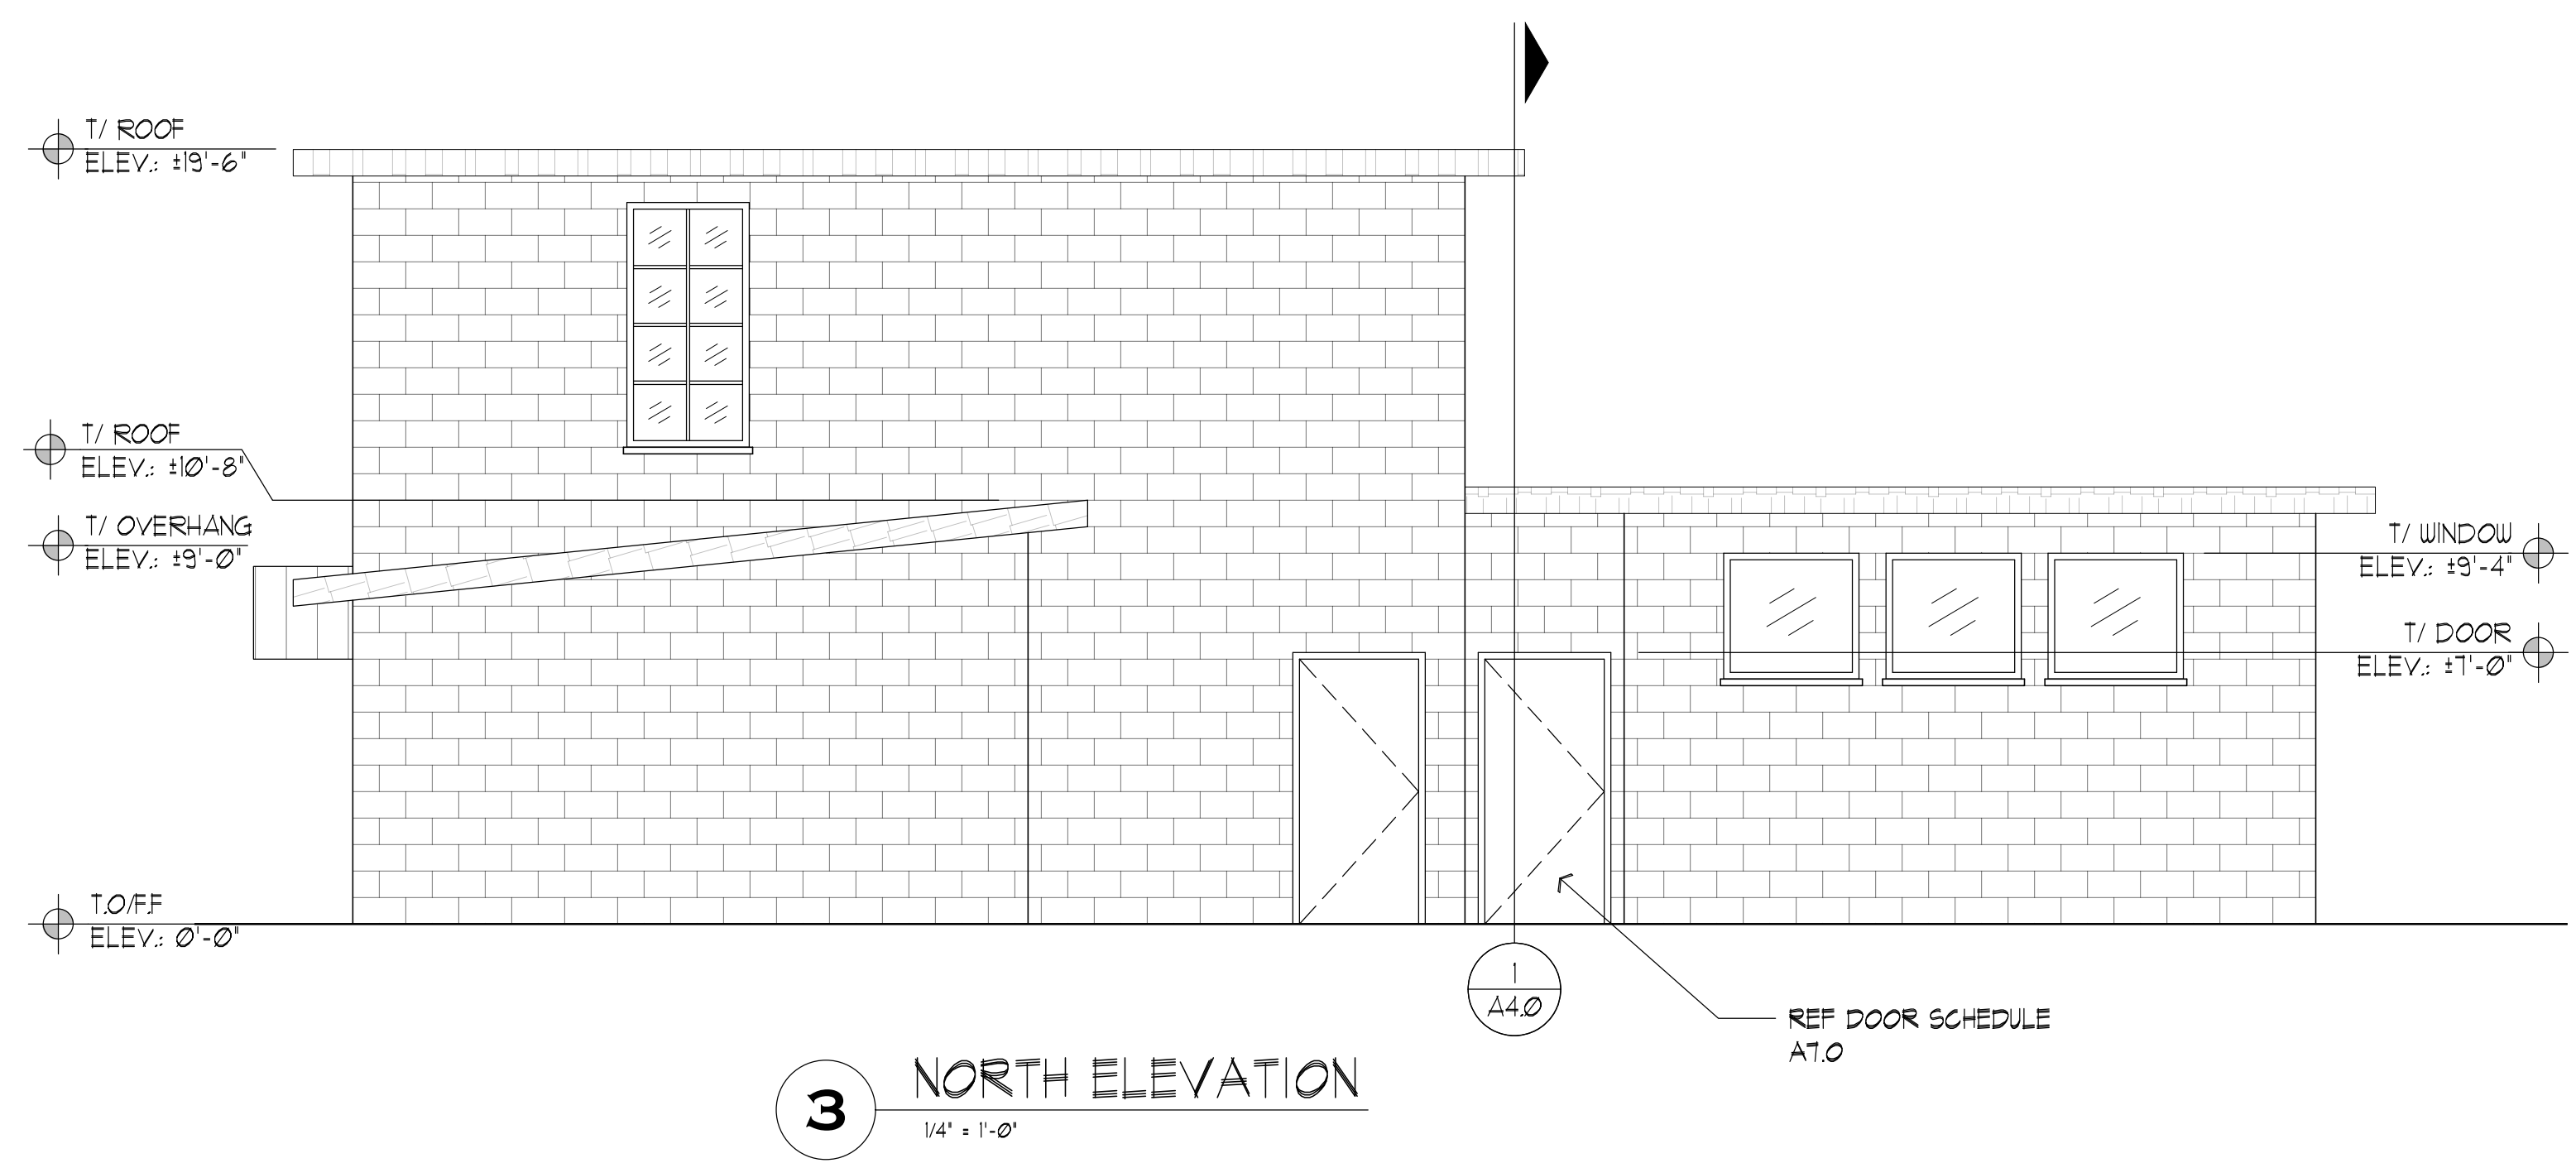 T/ ROOF
ELEV.: ±19'-6"
T/ ROOF
ELEV.: ±10'-8"
T/ OVERHANG
ELEV.: ±9'-0"
T/ WINDOW
ELEV.: ±9'-4"
T/ DOOR
ELEV.: ±7'-0"
T.O/F.F
ELEV.: 0'-0"
1
A4.0
REF DOOR SCHEDULE
A7.0
3
NORTH ELEVATION
1/4" = 1'-0"